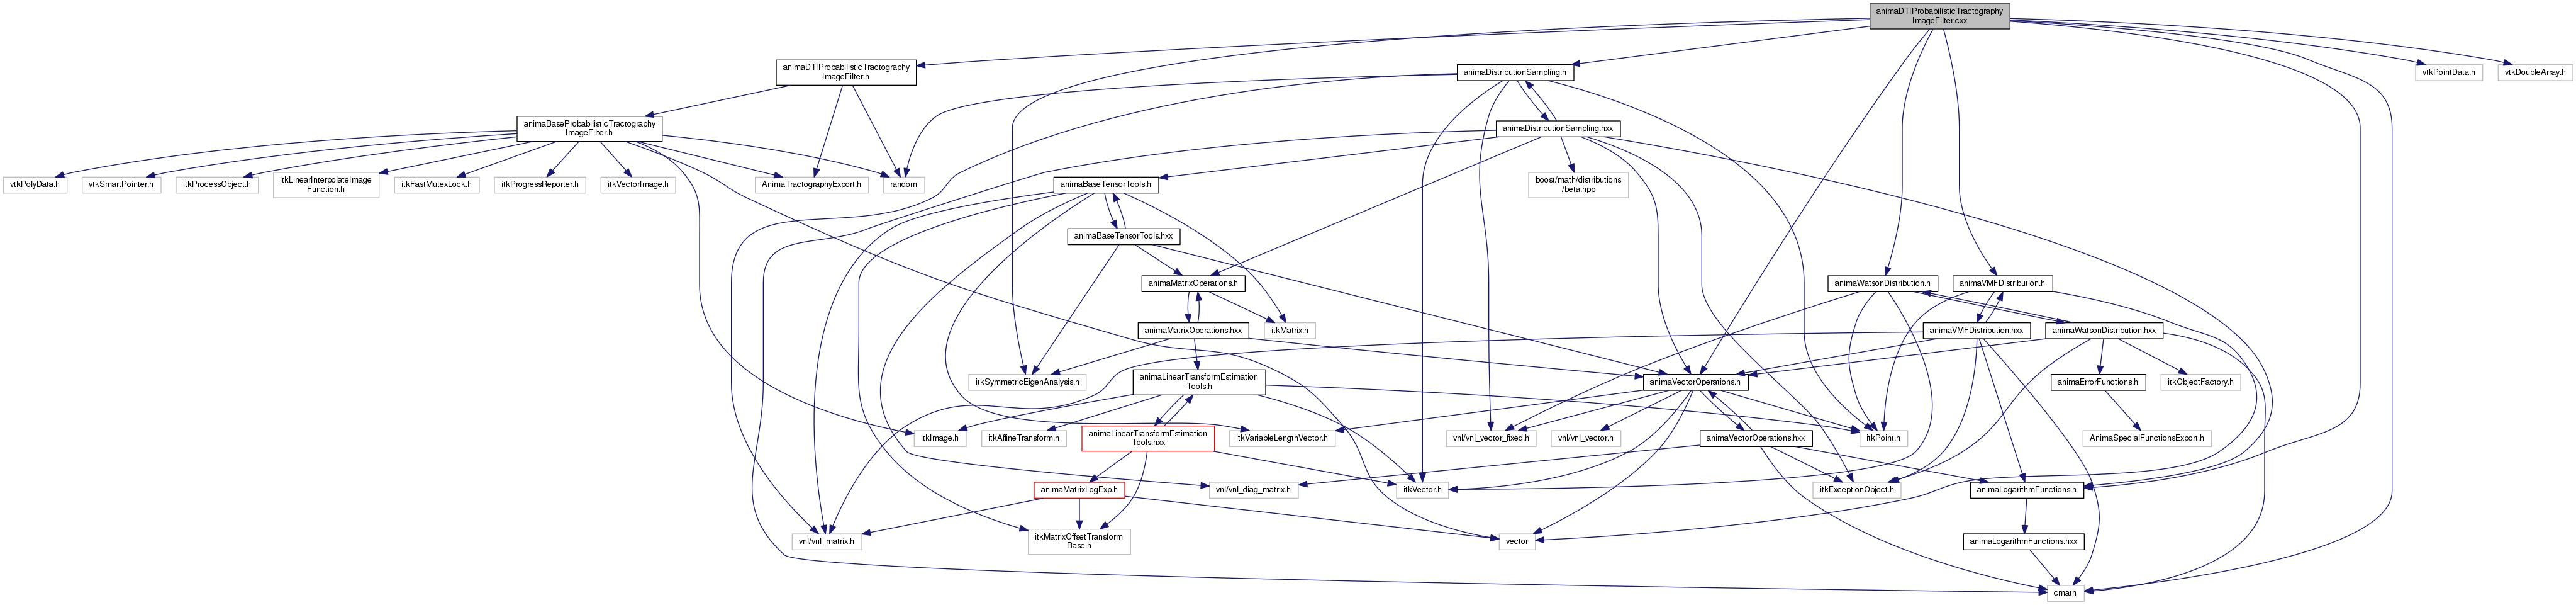 animaDTIProbabilisticTractography
ImageFilter.cxx
animaDTIProbabilisticTractography
ImageFilter.h
animaDistributionSampling.h
vtkPointData.h
vtkDoubleArray.h
animaBaseProbabilisticTractography
ImageFilter.h
animaDistributionSampling.hxx
vtkPolyData.h
vtkSmartPointer.h
itkProcessObject.h
itkLinearInterpolateImage
Function.h
itkFastMutexLock.h
itkProgressReporter.h
itkVectorImage.h
AnimaTractographyExport.h
random
animaBaseTensorTools.h
boost/math/distributions
/beta.hpp
animaBaseTensorTools.hxx
animaMatrixOperations.h
animaWatsonDistribution.h
animaVMFDistribution.h
animaMatrixOperations.hxx
itkMatrix.h
animaVMFDistribution.hxx
animaWatsonDistribution.hxx
itkSymmetricEigenAnalysis.h
animaLinearTransformEstimation
Tools.h
animaVectorOperations.h
animaErrorFunctions.h
itkObjectFactory.h
itkImage.h
itkAffineTransform.h
animaLinearTransformEstimation
Tools.hxx
itkVariableLengthVector.h
vnl/vnl_vector_fixed.h
vnl/vnl_vector.h
animaVectorOperations.hxx
itkPoint.h
AnimaSpecialFunctionsExport.h
animaMatrixLogExp.h
vnl/vnl_diag_matrix.h
itkVector.h
itkExceptionObject.h
animaLogarithmFunctions.h
vnl/vnl_matrix.h
itkMatrixOffsetTransform
Base.h
vector
animaLogarithmFunctions.hxx
cmath